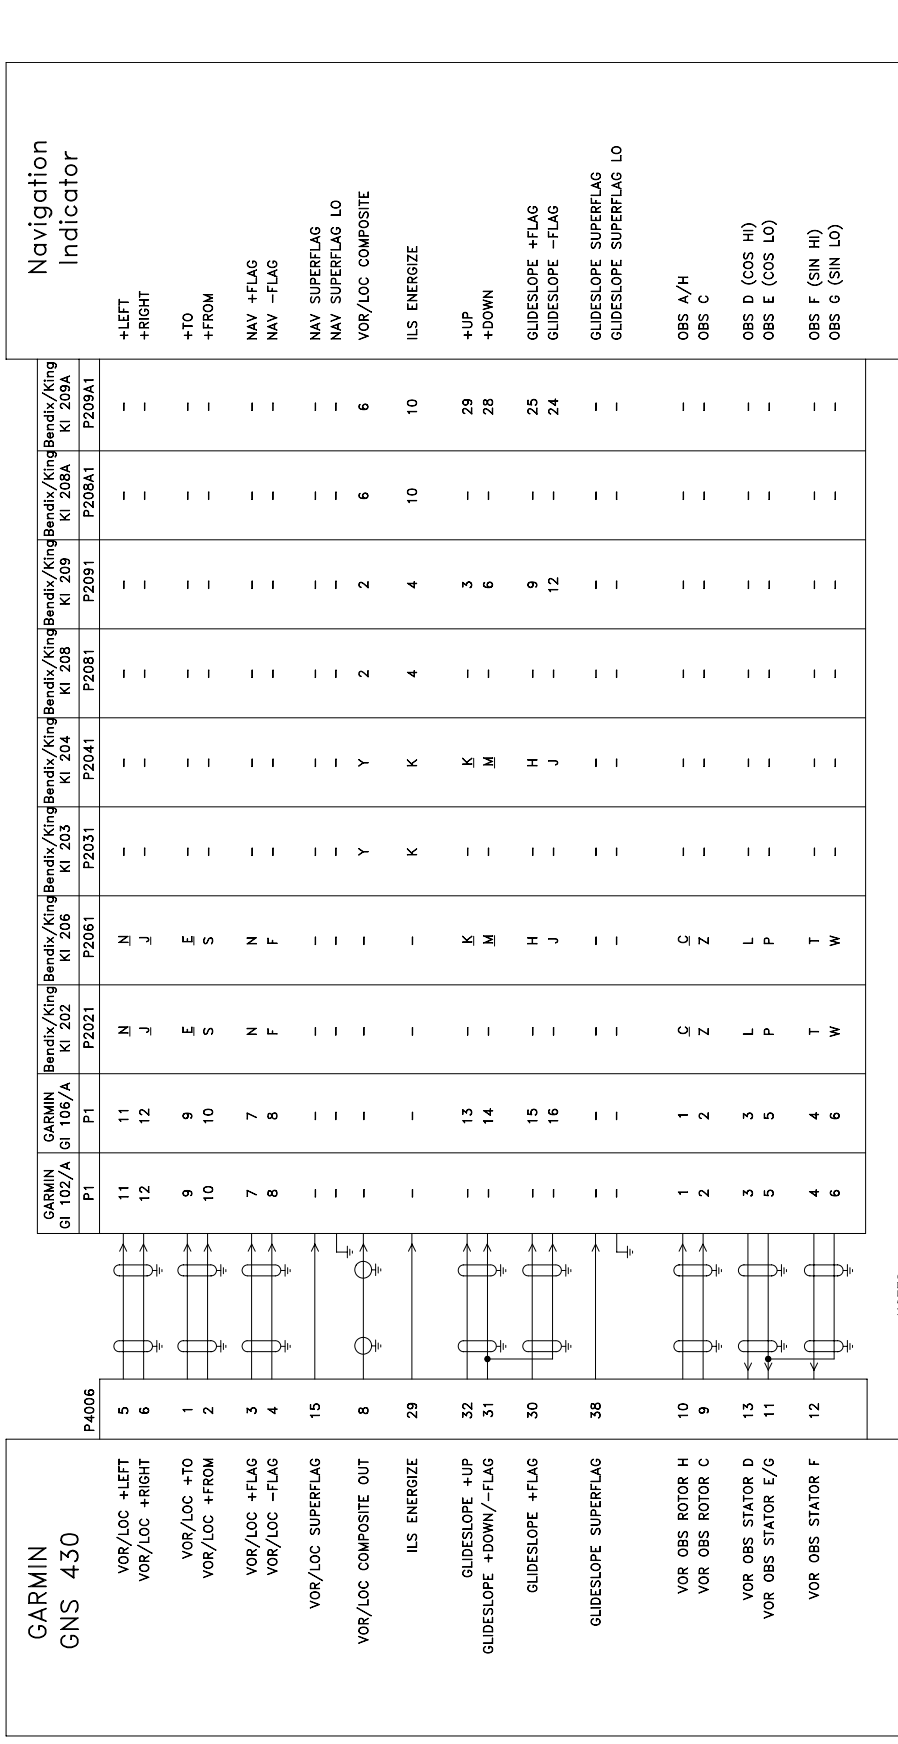 GARMIN
GNS 430
P4006
GARMIN GI 102/A P1
GARMIN GI 106/A P1
Bendix/King KI 202 P2021
Bendix/King KI 206 P2061
Bendix/King KI 203 P2031
Bendix/King KI 204 P2041
Bendix/King KI 208 P2081
Bendix/King KI 209 P2091
Bendix/King KI 208A P208A1
Bendix/King KI 209A P209A1
Navigation
Indicator
VOR/LOC +LEFT 5 11 11 N N - - - - - - +LEFT
VOR/LOC +RIGHT 6 12 12 J J - - - - - - +RIGHT
VOR/LOC +TO 1 9 9 E E - - - - - - +TO
VOR/LOC +FROM 2 10 10 S S - - - - - - +FROM
VOR/LOC +FLAG 3 7 7 N N - - - - - - NAV +FLAG
VOR/LOC -FLAG 4 8 8 F F - - - - - - NAV -FLAG
VOR/LOC SUPERFLAG 15 - - - - - - - - - - NAV SUPERFLAG
- - - - - - - - - - NAV SUPERFLAG LO
VOR/LOC COMPOSITE OUT 8 - - - - Y Y 2 2 6 6 VOR/LOC COMPOSITE
ILS ENERGIZE 29 - - - - K K 4 4 10 10 ILS ENERGIZE
GLIDESLOPE +UP 32 - 13 - K - K - 3 - 29 +UP
GLIDESLOPE +DOWN/-FLAG 31 - 14 - M - M - 6 - 28 +DOWN
GLIDESLOPE +FLAG 30 - 15 - H - H - 9 - 25 GLIDESLOPE +FLAG
- 16 - J - J - 12 - 24 GLIDESLOPE -FLAG
GLIDESLOPE SUPERFLAG 38 - - - - - - - - - - GLIDESLOPE SUPERFLAG
- - - - - - - - - - GLIDESLOPE SUPERFLAG LO
VOR OBS ROTOR H 10 1 1 C C - - - - - - OBS A/H
VOR OBS ROTOR C 9 2 2 Z Z - - - - - - OBS C
VOR OBS STATOR D 13 3 3 L L - - - - - - OBS D (COS HI)
VOR OBS STATOR E/G 11 5 5 P P - - - - - - OBS E (COS LO)
VOR OBS STATOR F 12 4 4 T T - - - - - - OBS F (SIN HI)
6 6 W W - - - - - - OBS G (SIN LO)